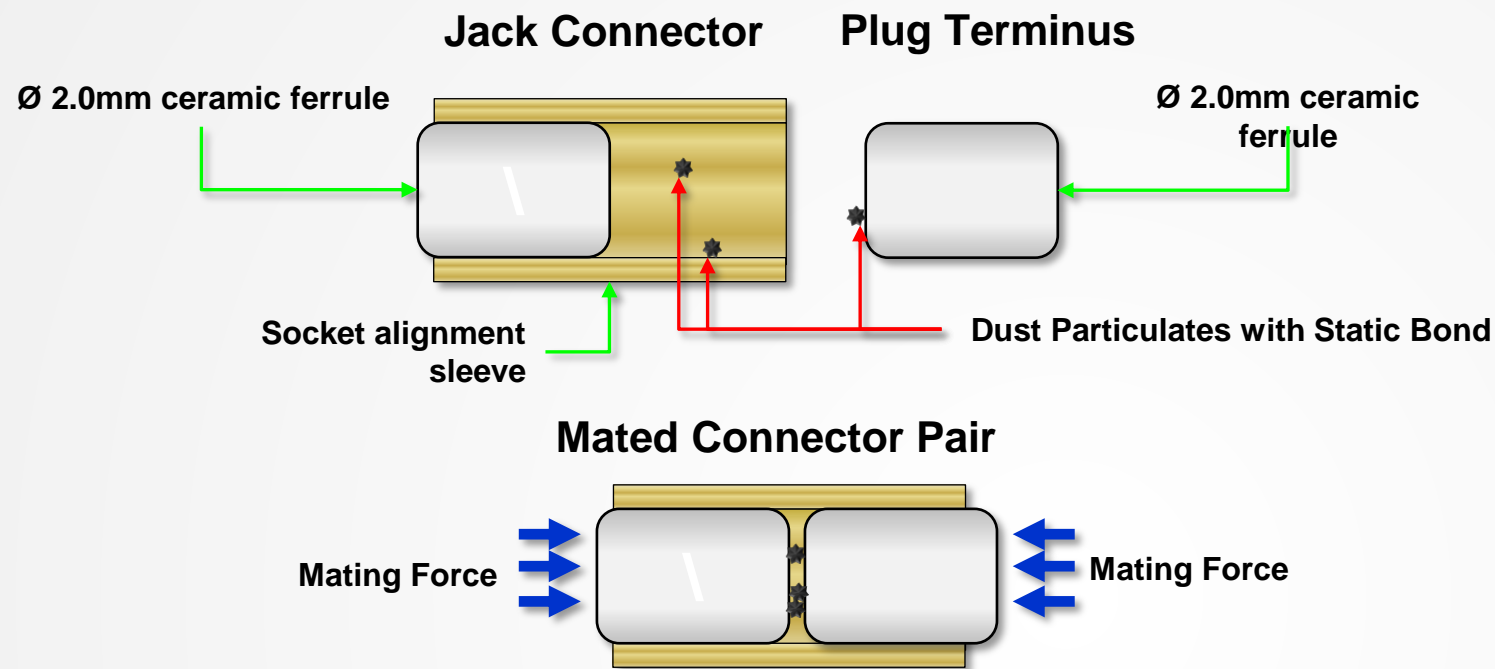 Jack Connector
Plug Terminus
Ø 2.0mm ceramic ferrule
Ø 2.0mm ceramic
ferrule
Socket alignment
sleeve
Dust Particulates with Static Bond
Mated Connector Pair
Mating Force
Mating Force